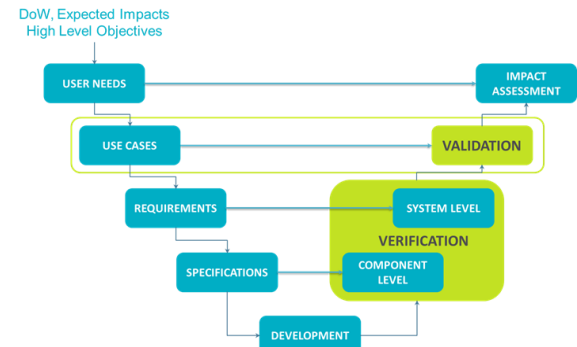 DoW, Expected Impacts
High Level Objectives
USER NEEDS
IMPACT
ASSESSMENT
USE CASES
VALIDATION
REQUIREMENTS
SYSTEM LEVEL
VERIFICATION
SPECIFICATIONS
COMPONENT
LEVEL
DEVELOPMENT